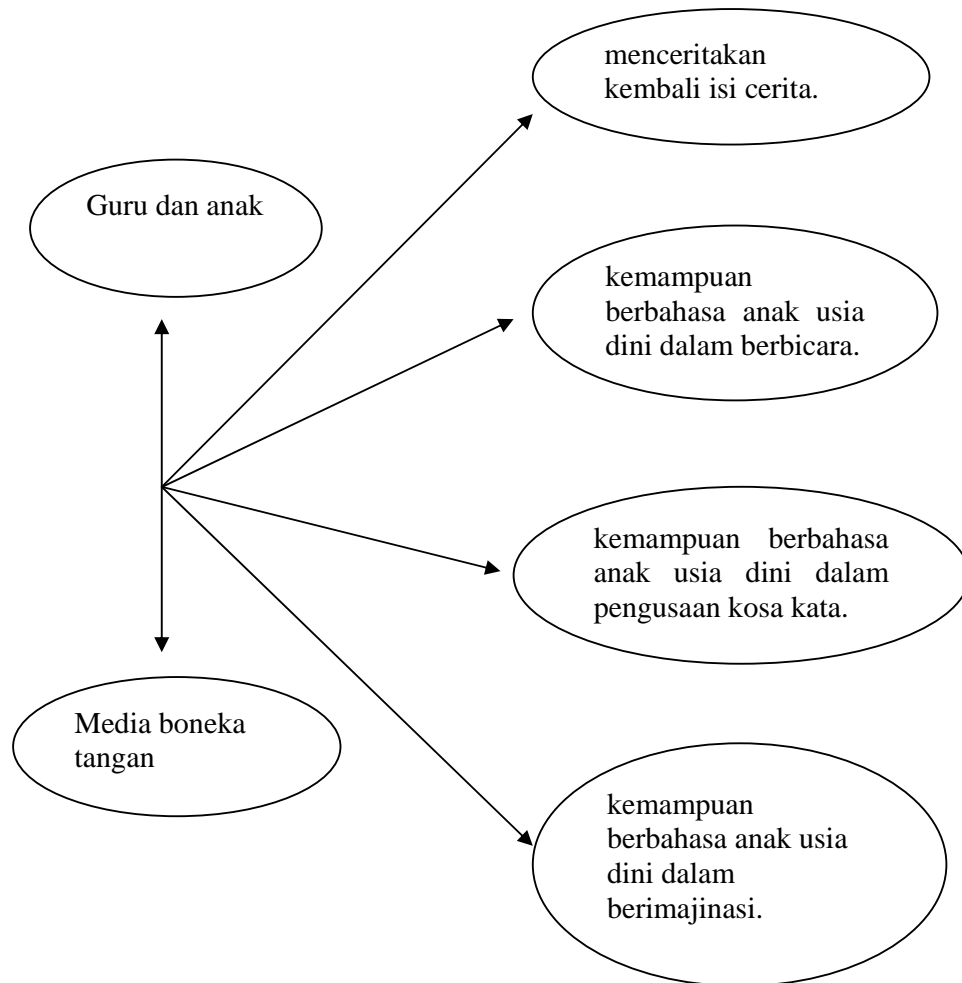 menceritakan
kembali isi cerita.
Guru dan anak
kemampuan
berbahasa anak usia
dini dalam berbicara.
kemampuan berbahasa
anak usia dini dalam
pengusaan kosa kata.
Media boneka
tangan
kemampuan
berbahasa anak usia
dini dalam
berimajinasi.